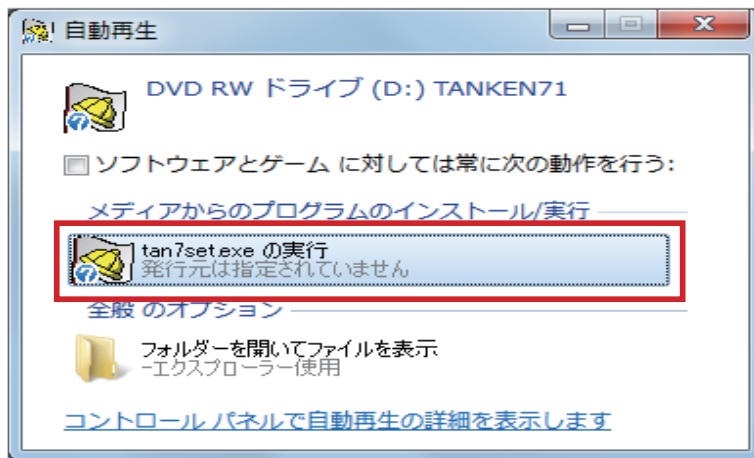 自動再生
DVD RW ドライブ (D:) TANKEN71
ソフトウェアとゲーム に対しては常に次の動作を行う:
メディアからのプログラムのインストール/実行
tan7set.exe の実行
発行元は指定されていません
全般 のオプション
フォルダーを開いてファイルを表示
-エクスプローラー使用
コントロール パネルで自動再生の詳細を表示します